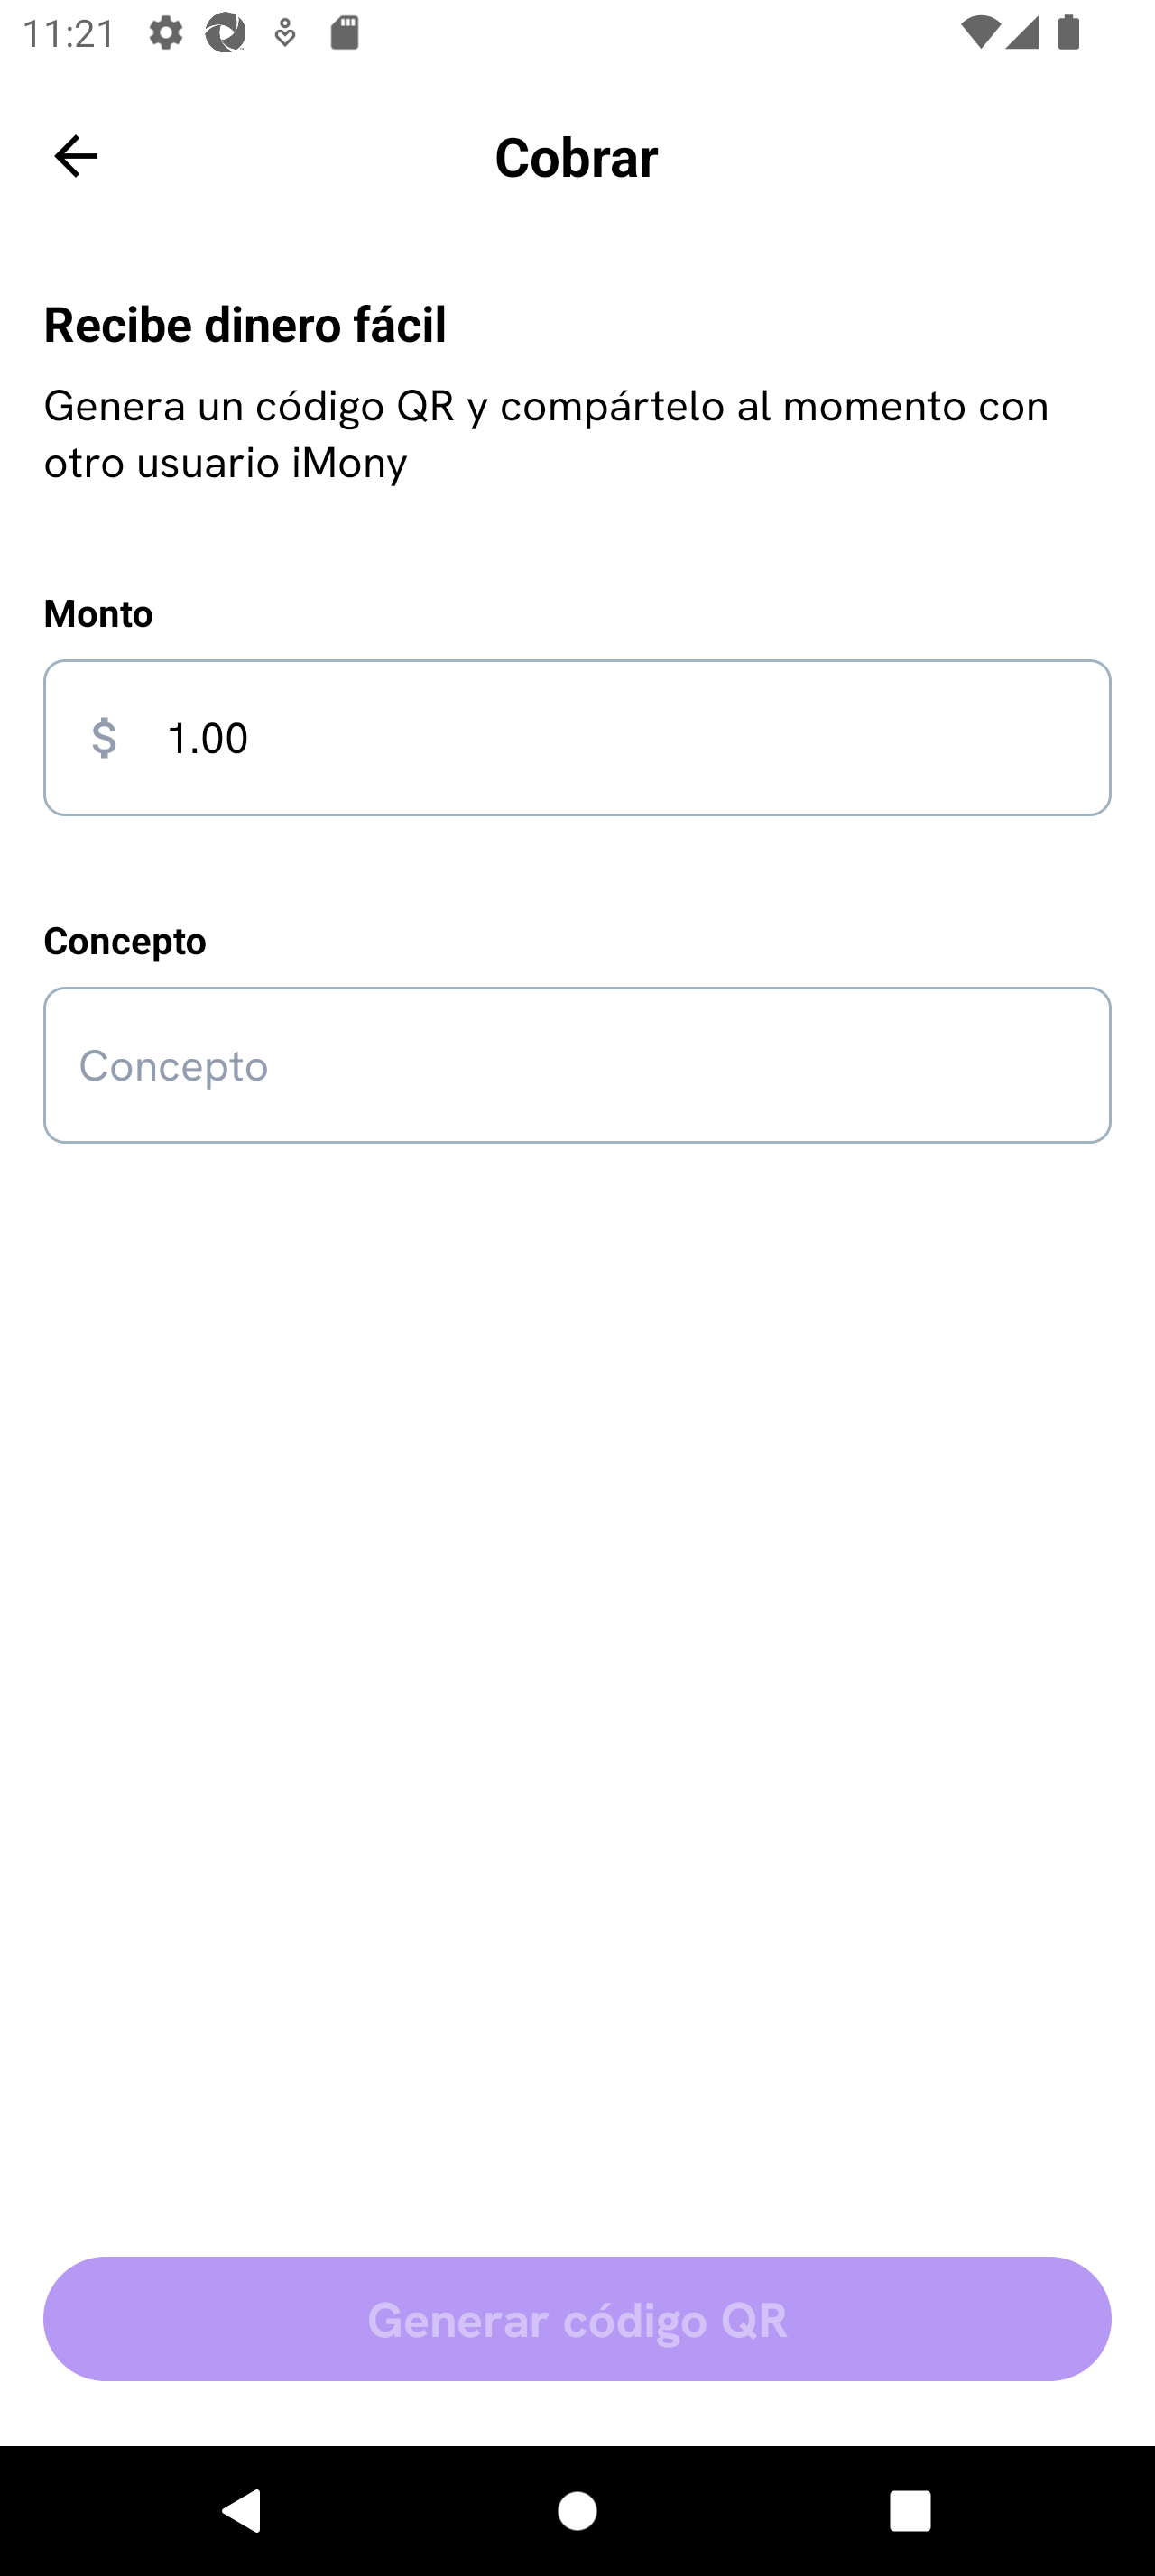 11:21
Cobrar
Recibe dinero fácil
Genera un código QR y compártelo al momento con
otro usuario iMony
Monto
$ 1.00
Concepto
Concepto
Generar código QR